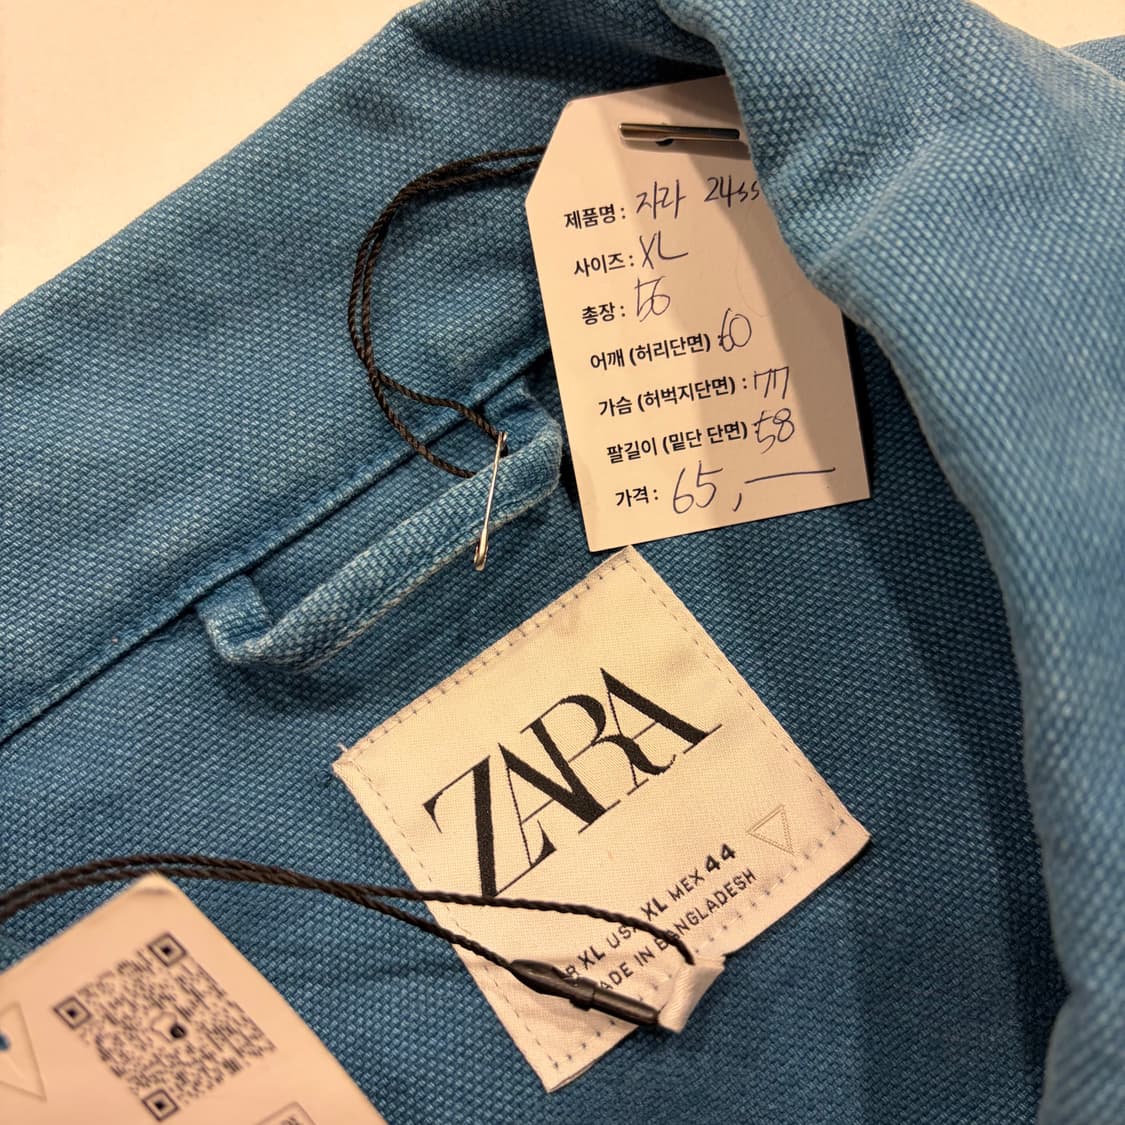 제품명: 자라 24ss
사이즈: XL
총장: 56
어깨 (허리단면) : 60
가슴 (허벅지단면) : 77
팔길이 (밑단 단면) : 58
가격: 65,—
ZARA
XL USA XL MEX 44
MADE IN BANGLADESH